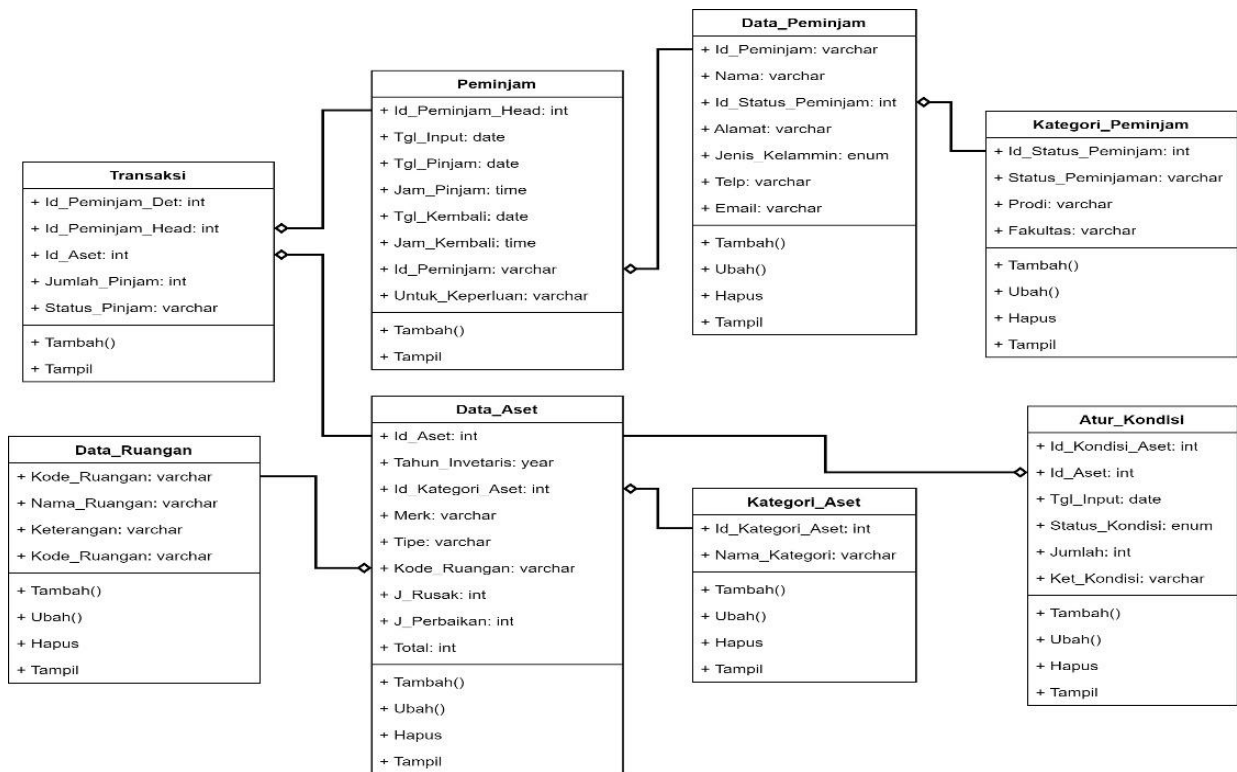 Transaksi
+ Id_Peminjam_Det: int
+ Id_Peminjam_Head: int
+ Id_Aset: int
+ Jumlah_Pinjam: int
+ Status_Pinjam: varchar
+ Tambah()
+ Tampil
Peminjam
+ Id_Peminjam_Head: int
+ Tgl_Input: date
+ Tgl_Pinjam: date
+ Jam_Pinjam: time
+ Tgl_Kembali: date
+ Jam_Kembali: time
+ Id_Peminjam: varchar
+ Untuk_Keperluan: varchar
+ Tambah()
+ Tampil
Data_Peminjam
+ Id_Peminjam: varchar
+ Nama: varchar
+ Id_Status_Peminjam: int
+ Alamat: varchar
+ Jenis_Kelammin: enum
+ Telp: varchar
+ Email: varchar
+ Tambah()
+ Ubah()
+ Hapus
+ Tampil
Kategori_Peminjam
+ Id_Status_Peminjam: int
+ Status_Peminjaman: varchar
+ Prodi: varchar
+ Fakultas: varchar
+ Tambah()
+ Ubah()
+ Hapus
+ Tampil
Data_Ruangan
+ Kode_Ruangan: varchar
+ Nama_Ruangan: varchar
+ Keterangan: varchar
+ Kode_Ruangan: varchar
+ Tambah()
+ Ubah()
+ Hapus
+ Tampil
Data_Aset
+ Id_Aset: int
+ Tahun_Invetaris: year
+ Id_Kategori_Aset: int
+ Merk: varchar
+ Tipe: varchar
+ Kode_Ruangan: varchar
+ J_Rusak: int
+ J_Perbaikan: int
+ Total: int
+ Tambah()
+ Ubah()
+ Hapus
+ Tampil
Kategori_Aset
+ Id_Kategori_Aset: int
+ Nama_Kategori: varchar
+ Tambah()
+ Ubah()
+ Hapus
+ Tampil
Atur_Kondisi
+ Id_Kondisi_Aset: int
+ Id_Aset: int
+ Tgl_Input: date
+ Status_Kondisi: enum
+ Jumlah: int
+ Ket_Kondisi: varchar
+ Tambah()
+ Ubah()
+ Hapus
+ Tampil